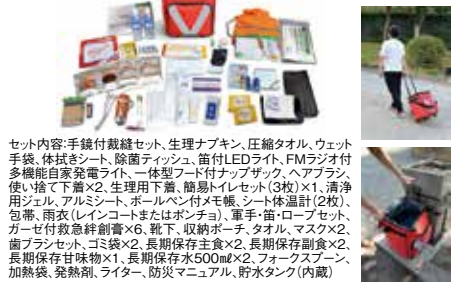 セット内容:手鏡付裁縫セット、生理ナプキン、圧縮タオル、ウェット
手袋、体拭きシート、除菌ティッシュ、笛付LEDライト、FMラジオ付
多機能自家発電ライト、一体型フード付ナップザック、ヘアブラシ、
使い捨て下着×2、生理用下着、簡易トイレセット(3枚)×1、清浄
用ジェル、アルミシート、ボールペン付メモ帳、シート体温計(2枚)、
包帯、雨衣(レインコートまたはポンチョ)、軍手・笛・ロープセット、
ガーゼ付救急絆創膏×6、靴下、収納ポーチ、タオル、マスク×2、
歯ブラシセット、ゴミ袋×2、長期保存主食×2、長期保存副食×2、
長期保存甘味物×1、長期保存水500㎖×2、フォークスプーン、
加熱袋、発熱剤、ライター、防災マニュアル、貯水タンク(内蔵)